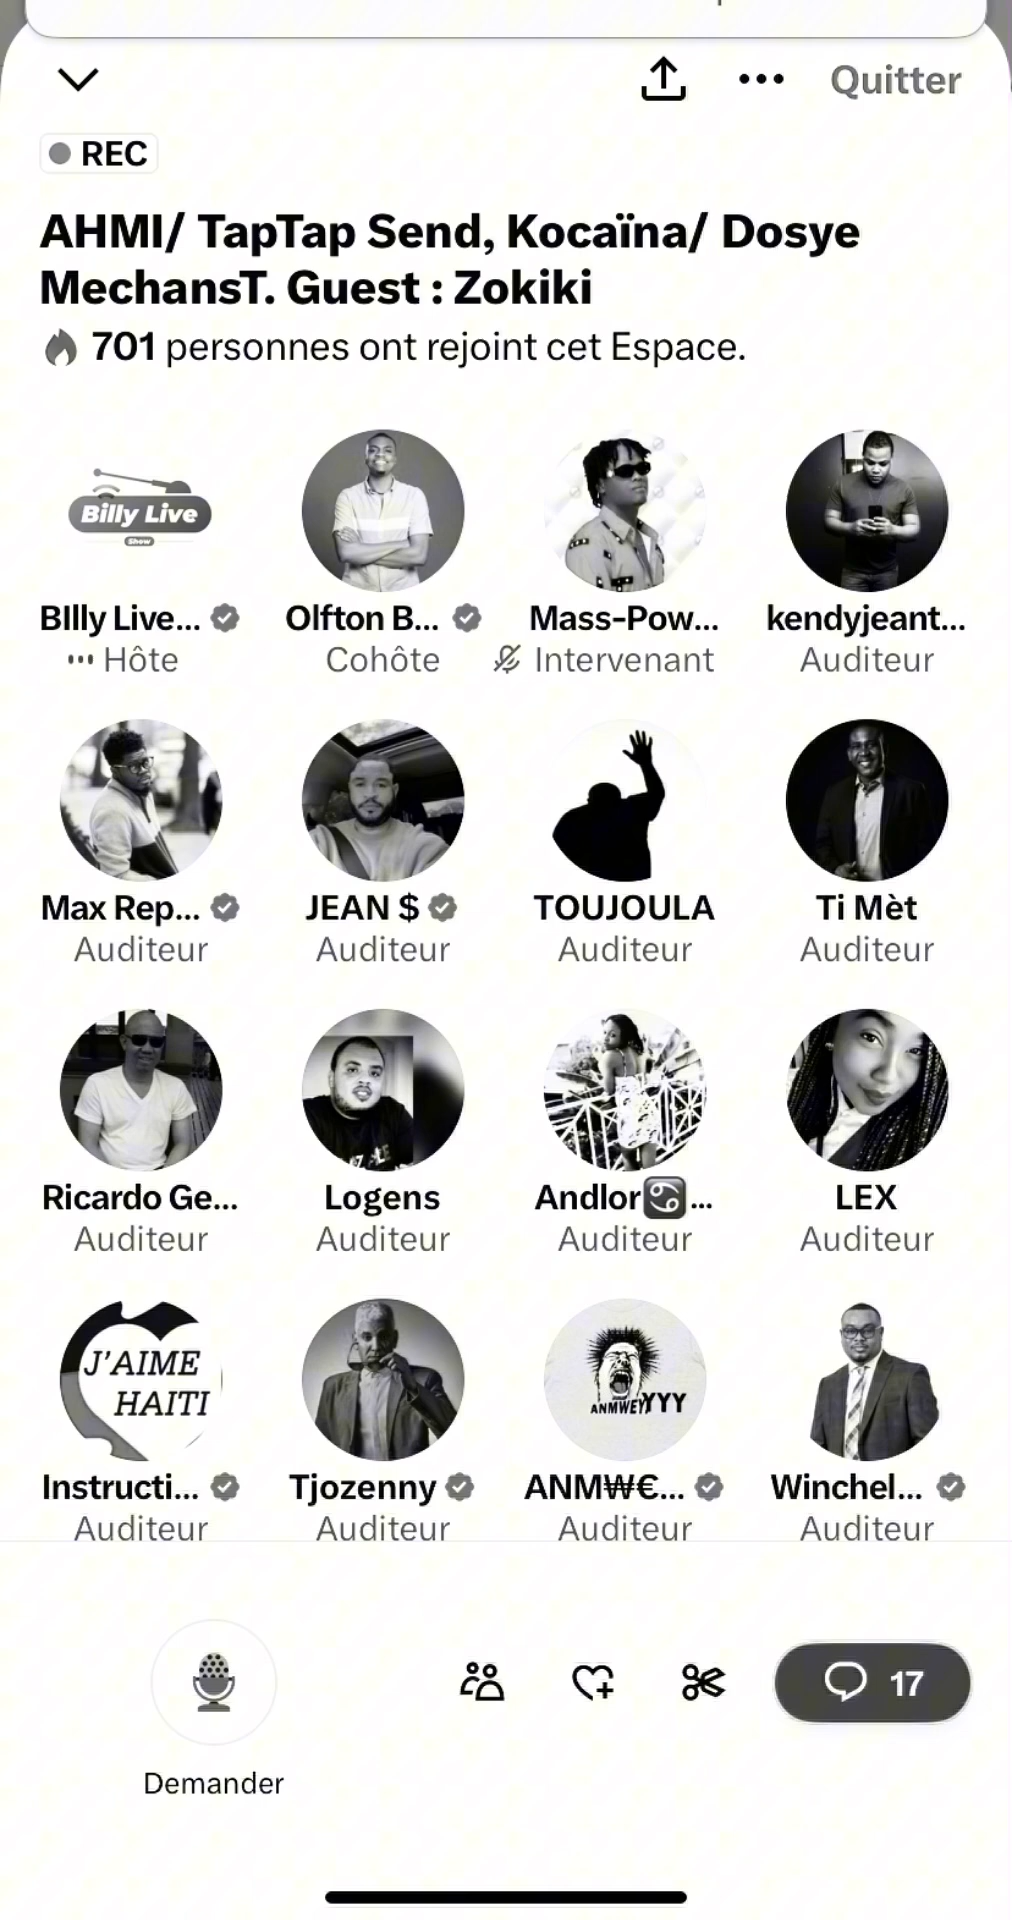 Quitter
REC
AHMI/ TapTap Send, Kocaïna/ Dosye
MechansT. Guest : Zokiki
701 personnes ont rejoint cet Espace.
Billy Live
Show
BIlly Live... Olfton B... Mass-Pow... kendyjeant...
Hôte Cohôte Intervenant Auditeur
Max Rep... JEAN $ TOUJOULA Ti Mèt
Auditeur Auditeur Auditeur Auditeur
Ricardo Ge... Logens Andlor♋... LEX
Auditeur Auditeur Auditeur Auditeur
J'AIME
HAITI
ANMWEYYYY
Instructi... Tjozenny ANM₩€... Winchel...
Auditeur Auditeur Auditeur Auditeur
17
Demander